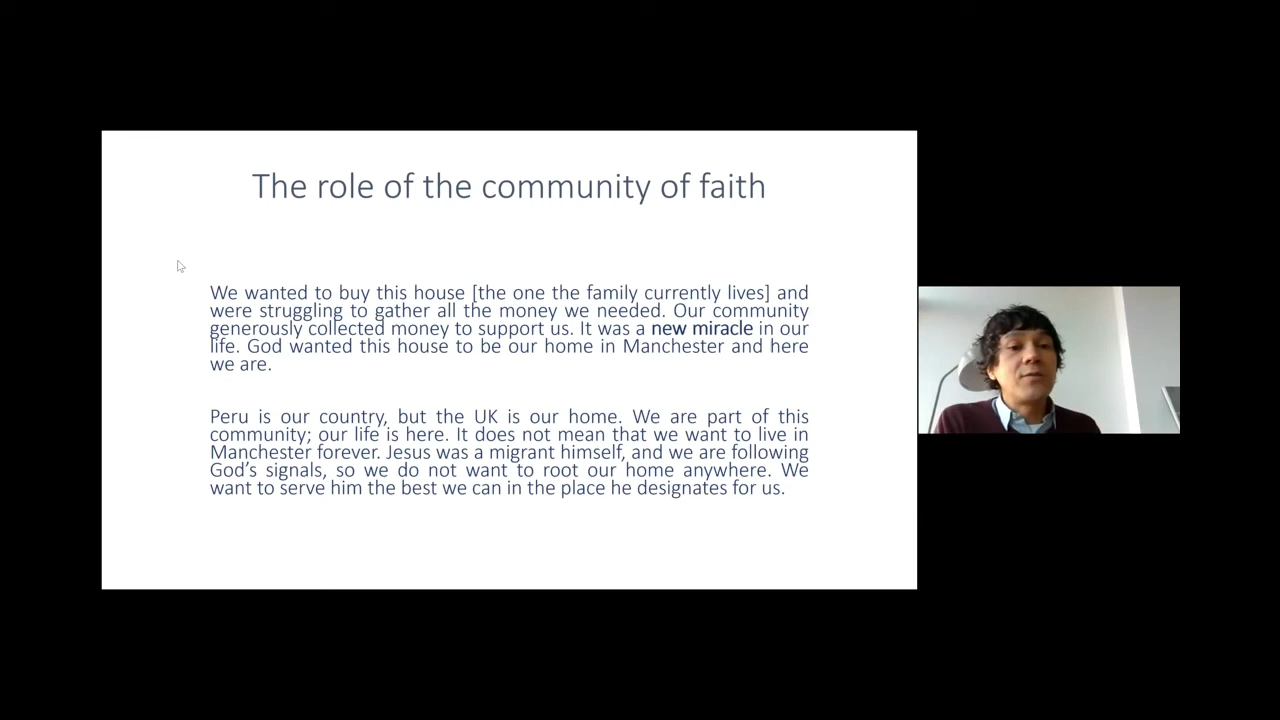 The role of the community of faith
We wanted to buy this house [the one the family currently lives] and
were struggling to gather all the money we needed. Our community
generously collected money to support us. It was a new miracle in our
life. God wanted this house to be our home in Manchester and here
we are.
Peru is our country, but the UK is our home. We are part of this
community; our life is here. It does not mean that we want to live in
Manchester forever. Jesus was a migrant himself, and we are following
God’s signals, so we do not want to root our home anywhere. We
want to serve him the best we can in the place he designates for us.